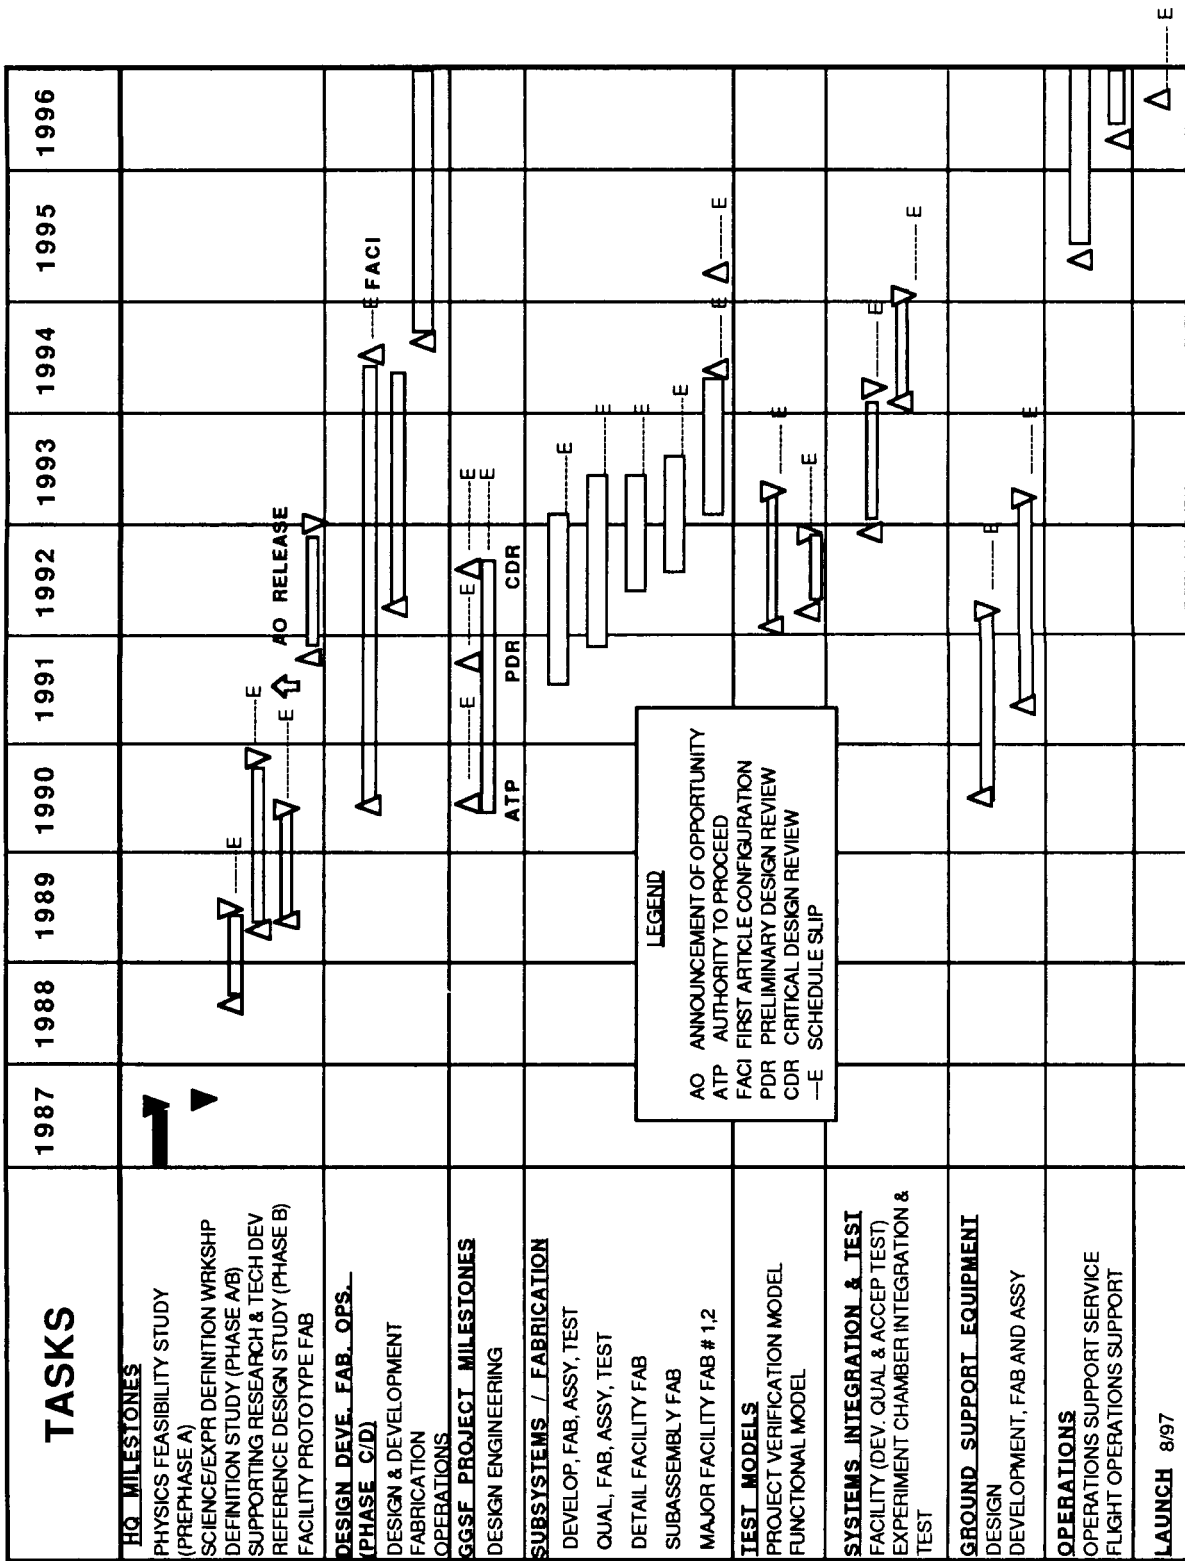 TASKS
1987
1988
1989
1990
1991
1992
1993
1994
1995
1996
HQ MILESTONES
PHYSICS FEASIBILITY STUDY
(PREPHASE A)
SCIENCE/EXPR DEFINITION WRKSHP
DEFINITION STUDY (PHASE A/B)
E
SUPPORTING RESEARCH & TECH DEV
E
REFERENCE DESIGN STUDY (PHASE B)
E
AO RELEASE
FACILITY PROTOTYPE FAB
DESIGN DEVE. FAB. OPS.
(PHASE C/D)
DESIGN & DEVELOPMENT
E FACI
FABRICATION
OPERATIONS
GGSF PROJECT MILESTONES
E
E
E
DESIGN ENGINEERING
E
ATP
PDR
CDR
SUBSYSTEMS / FABRICATION
DEVELOP, FAB, ASSY, TEST
E
QUAL, FAB, ASSY, TEST
E
DETAIL FACILITY FAB
E
SUBASSEMBLY FAB
E
MAJOR FACILITY FAB # 1,2
E
E
TEST MODELS
PROJECT VERIFICATION MODEL
E
FUNCTIONAL MODEL
E
SYSTEMS INTEGRATION & TEST
FACILITY (DEV. QUAL & ACCEP TEST)
E
EXPERIMENT CHAMBER INTEGRATION &
TEST
E
GROUND SUPPORT EQUIPMENT
DESIGN
E
DEVELOPMENT, FAB AND ASSY
E
OPERATIONS
OPERATIONS SUPPORT SERVICE
FLIGHT OPERATIONS SUPPORT
LAUNCH 8/97
E
LEGEND
AO ANNOUNCEMENT OF OPPORTUNITY
ATP AUTHORITY TO PROCEED
FACI FIRST ARTICLE CONFIGURATION
PDR PRELIMINARY DESIGN REVIEW
CDR CRITICAL DESIGN REVIEW
---E SCHEDULE SLIP